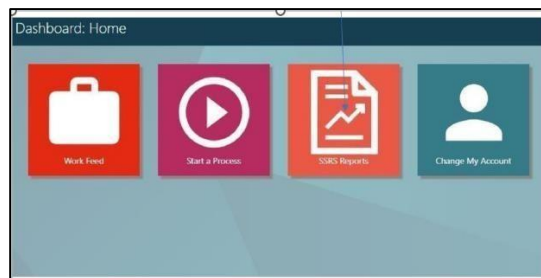 Dashboard: Home
Work Feed
Start a Process
SSRS Reports
Change My Account